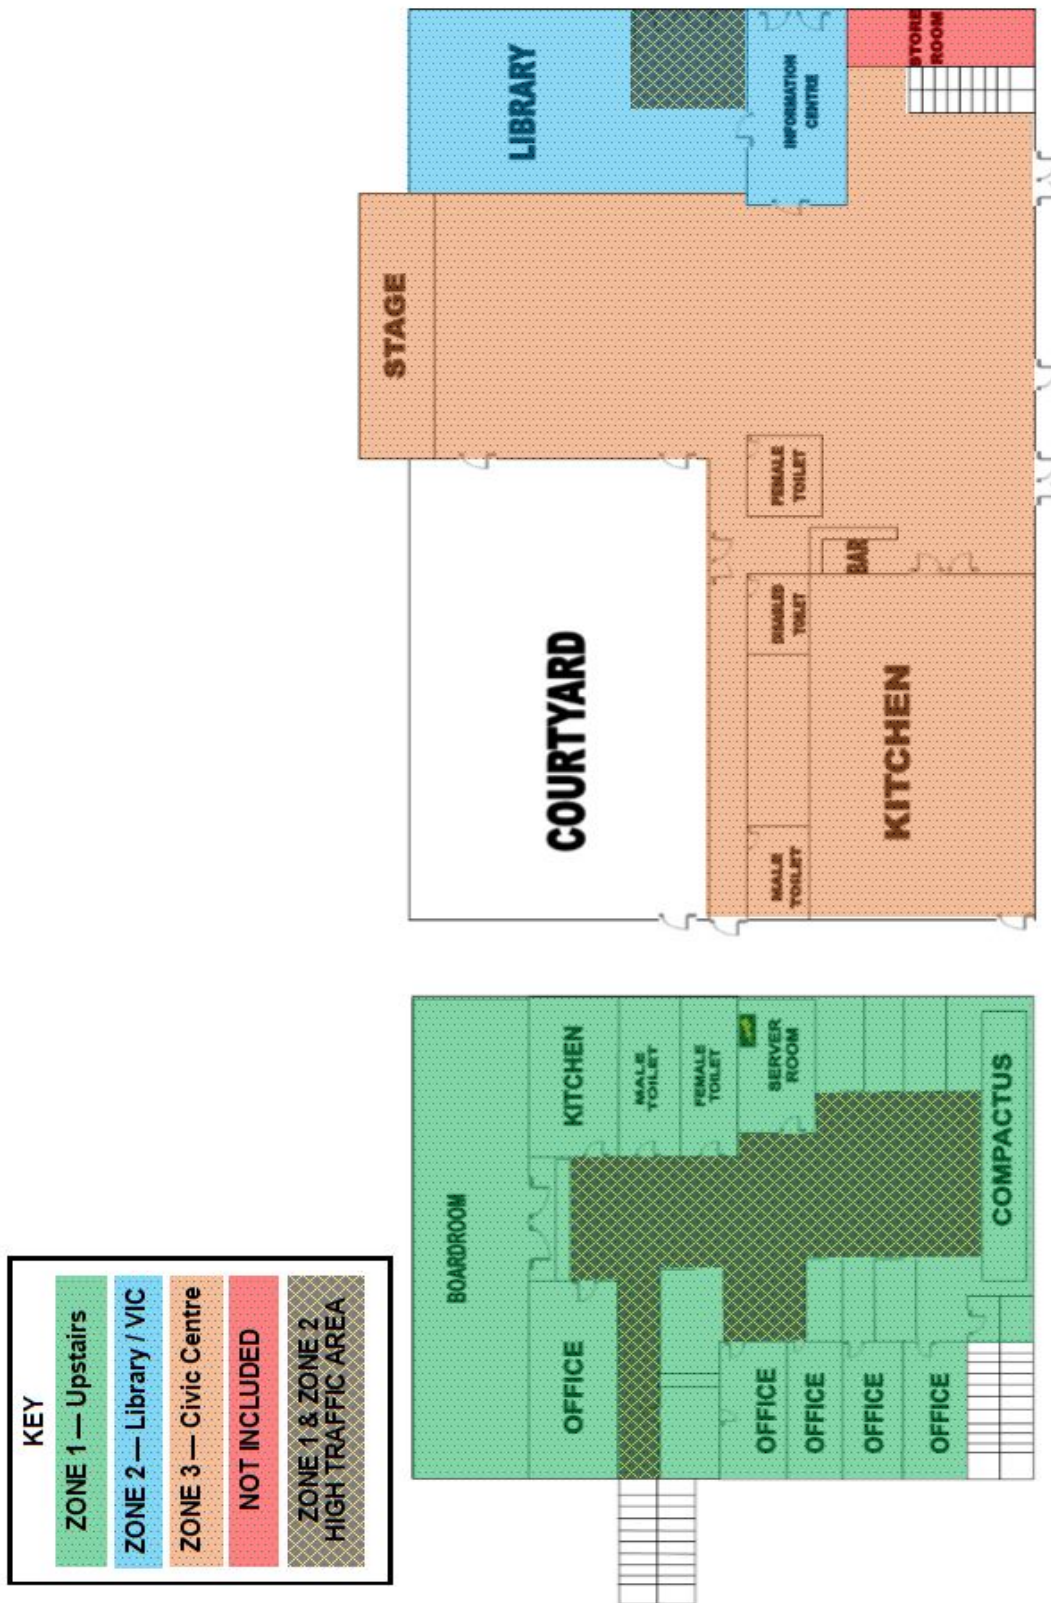 KEY
ZONE 1 — Upstairs
ZONE 2 — Library / VIC
ZONE 3 — Civic Centre
NOT INCLUDED
ZONE 1 & ZONE 2
HIGH TRAFFIC AREA
BOARDROOM
OFFICE
KITCHEN
MALE
TOILET
FEMALE
TOILET
SERVER
ROOM
OFFICE
OFFICE
OFFICE
OFFICE
COMPACTUS
STAGE
LIBRARY
COURTYARD
MALE
TOILET
DISABLED
TOILET
FEMALE
TOILET
INFORMATION
CENTRE
BAR
KITCHEN
STORE
ROOM